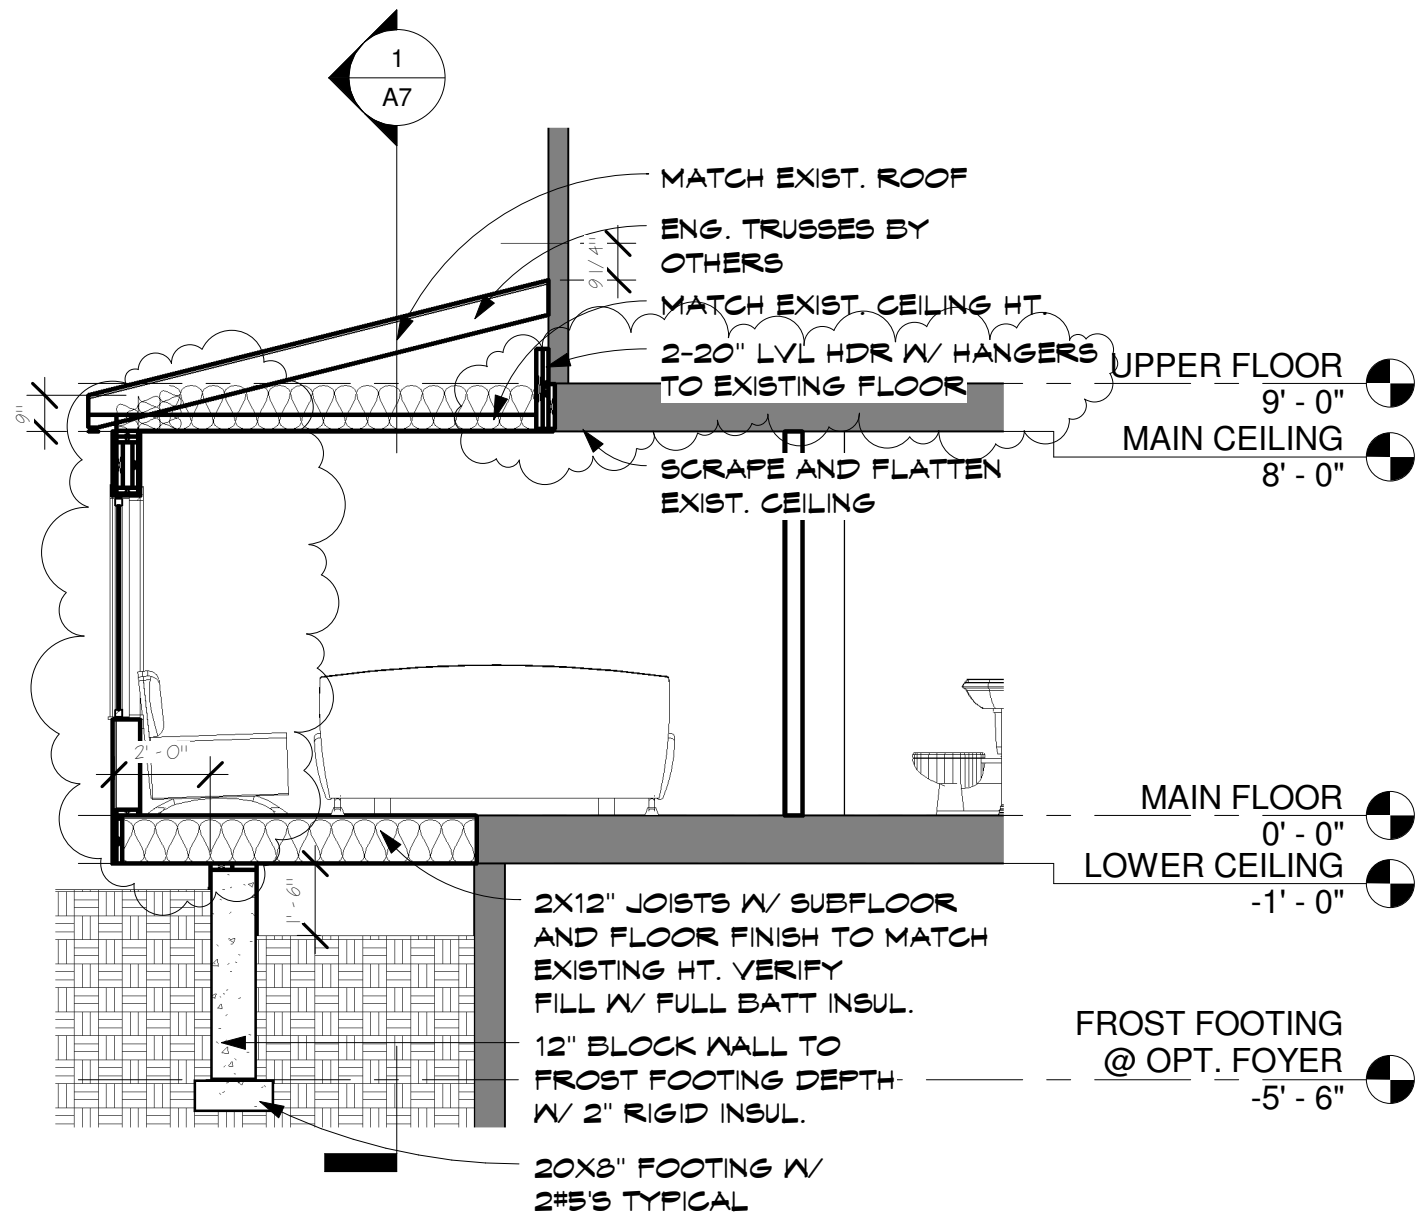 1
A7
MATCH EXIST. ROOF
ENG. TRUSSES BY
OTHERS
9 1/4"
MATCH EXIST. CEILING HT.
2-20" LVL HDR W/ HANGERS
TO EXISTING FLOOR
UPPER FLOOR
9' - 0"
9"
MAIN CEILING
8' - 0"
SCRAPE AND FLATTEN
EXIST. CEILING
2' - 0"
MAIN FLOOR
0' - 0"
LOWER CEILING
-1' - 0"
1' - 6"
2X12" JOISTS W/ SUBFLOOR
AND FLOOR FINISH TO MATCH
EXISTING HT. VERIFY
FILL W/ FULL BATT INSUL.
12" BLOCK WALL TO
FROST FOOTING DEPTH
W/ 2" RIGID INSUL.
FROST FOOTING
@ OPT. FOYER
-5' - 6"
20X8" FOOTING W/
2#5'S TYPICAL